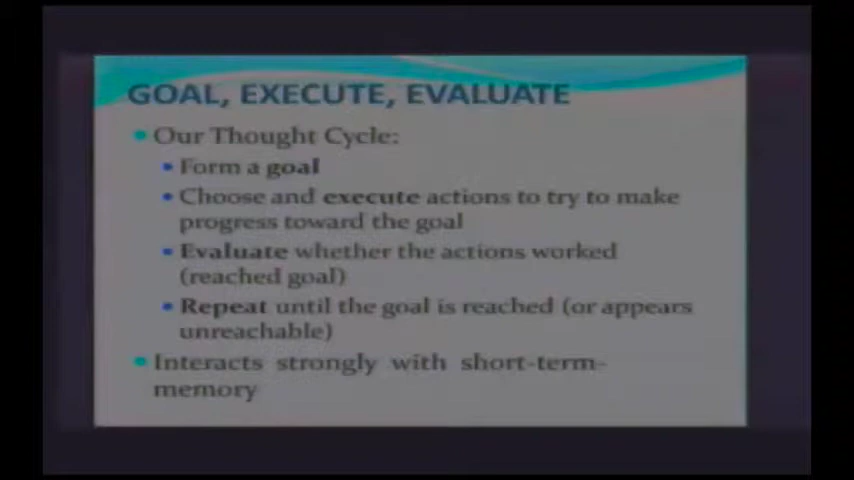 GOAL, EXECUTE, EVALUATE
Our Thought Cycle:
Form a goal
Choose and execute actions to try to make
progress toward the goal
Evaluate whether the actions worked
(reached goal)
Repeat until the goal is reached (or appears
unreachable)
Interacts strongly with short-term-
memory